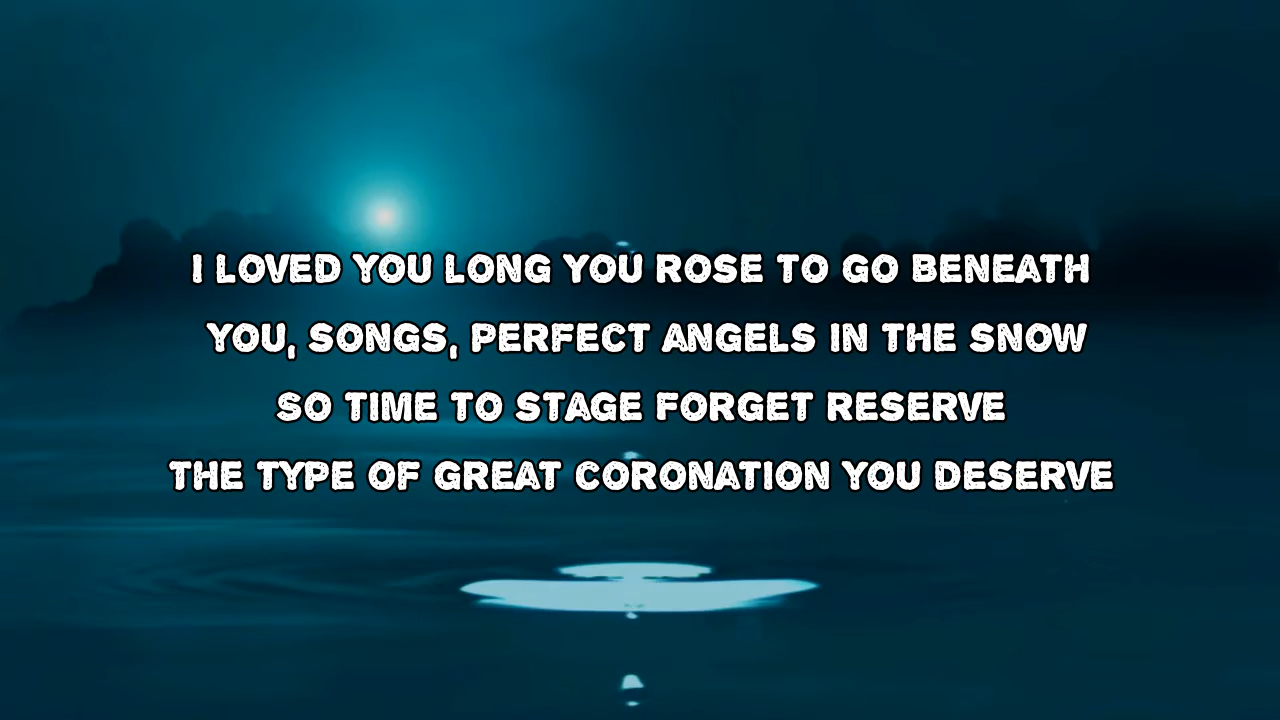 I LOVED YOU LONG YOU ROSE TO GO BENEATH
YOU, SONGS, PERFECT ANGELS IN THE SNOW
SO TIME TO STAGE FORGET RESERVE
THE TYPE OF GREAT CORONATION YOU DESERVE